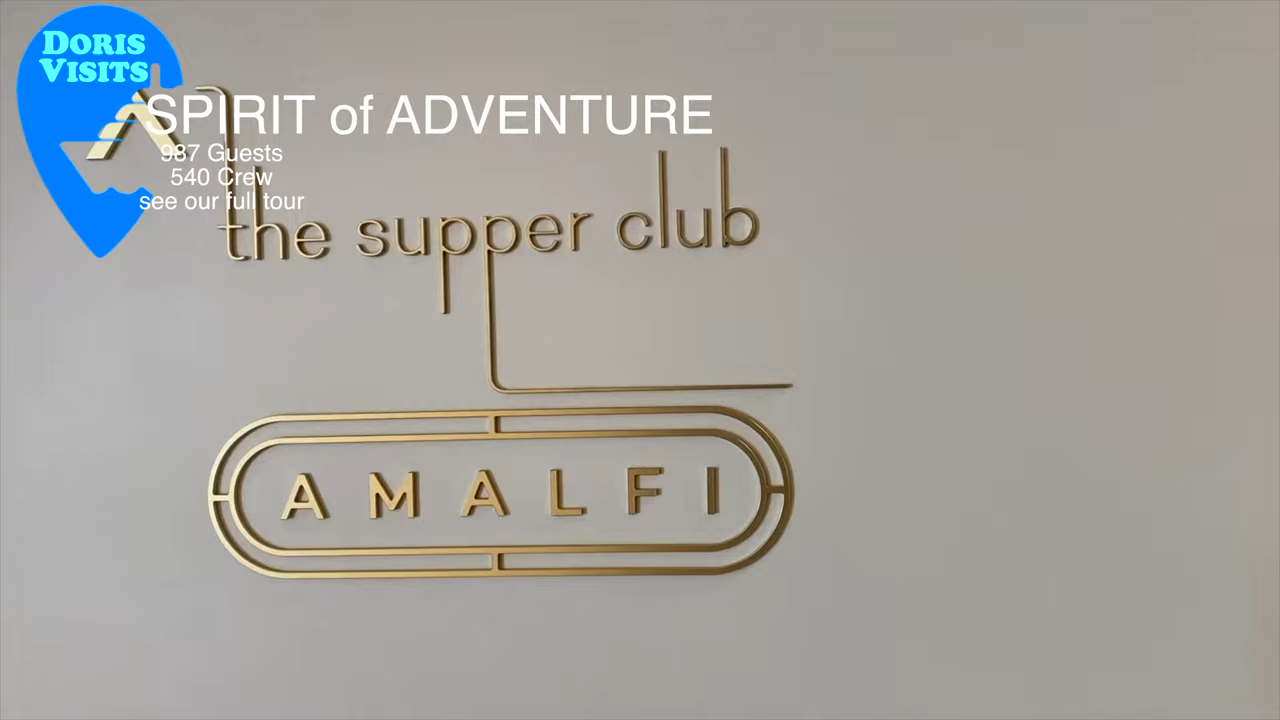 DORIS
VISITS
SPIRIT of ADVENTURE
987 Guests
540 Crew
see our full tour
the supper club
AMALFI